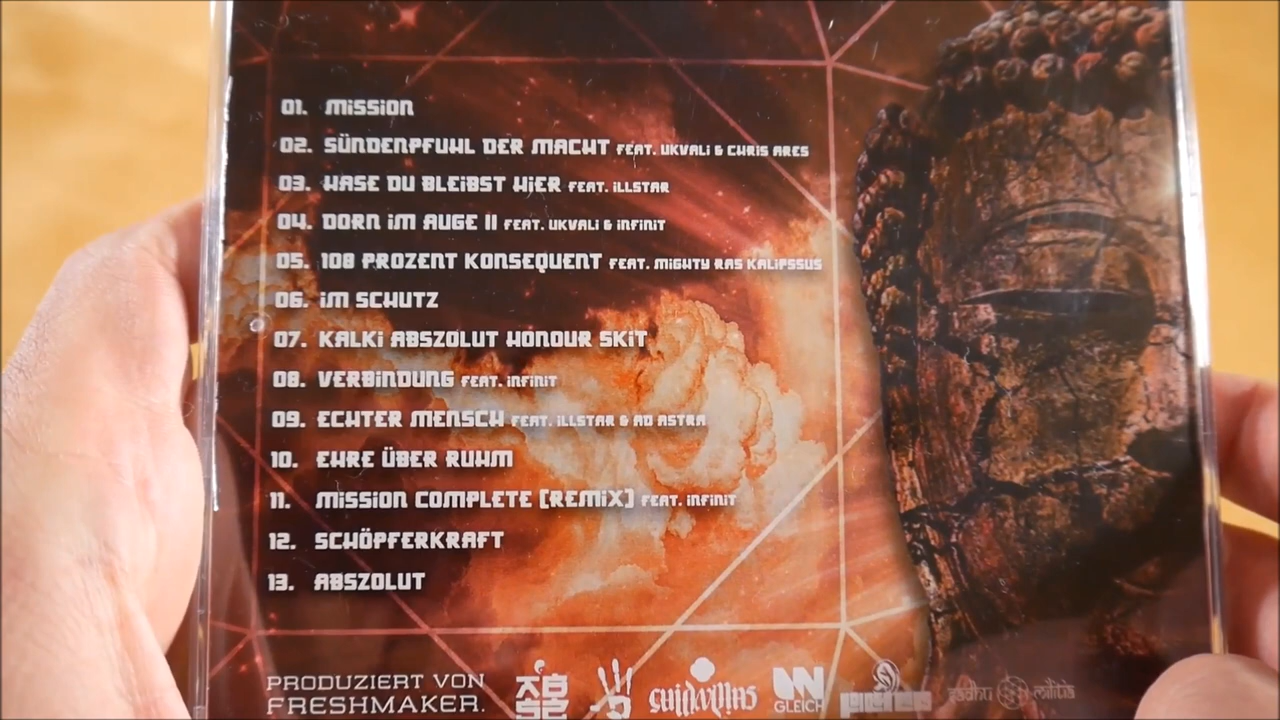 01. Mission
02. SÜNDENPFUHL DER MACHT FEAT. UKVALI & CHRIS ARES
03. HASE DU BLEIBST HIER FEAT. ILLSTAR
04. DORN IM AUGE II FEAT. UKVALI & INFINIT
05. 108 PROZENT KONSEQUENT FEAT. MIGHTY RAS KALIPSSUS
06. IM SCHUTZ
07. KALKI ABSZOLUT HONOUR SKIT
08. VERBINDUNG FEAT. INFINIT
09. ECHTER MENSCH FEAT. ILLSTAR & AD ASTRA
10. EHRE ÜBER RUHM
11. MISSION COMPLETE (REMIX) FEAT. INFINIT
12. SCHÖPFERKRAFT
13. ABSZOLUT
PRODUZIERT VON
FRESHMAKER.
GLEICH
sadhu militia